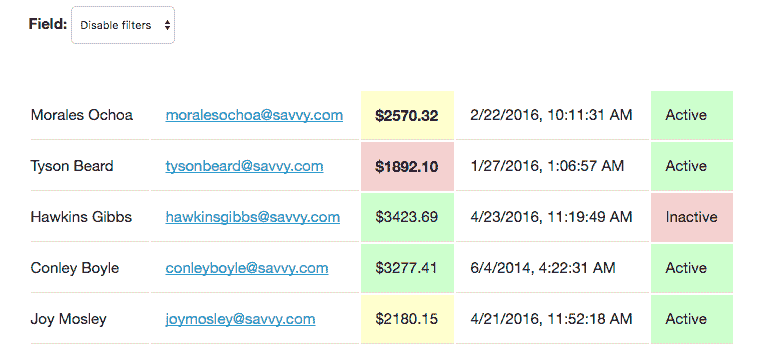 Field: Disable filters
Morales Ochoa moralesochoa@savvy.com $2570.32 2/22/2016, 10:11:31 AM Active
Tyson Beard tysonbeard@savvy.com $1892.10 1/27/2016, 1:06:57 AM Active
Hawkins Gibbs hawkinsgibbs@savvy.com $3423.69 4/23/2016, 11:19:49 AM Inactive
Conley Boyle conleyboyle@savvy.com $3277.41 6/4/2014, 4:22:31 AM Active
Joy Mosley joymosley@savvy.com $2180.15 4/21/2016, 11:52:18 AM Active